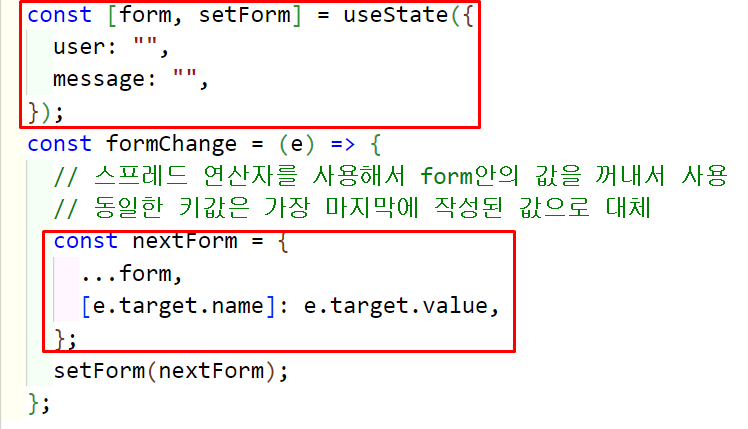 const [form, setForm] = useState({
user: "",
message: "",
});
const formChange = (e) => {
// 스프레드 연산자를 사용해서 form안의 값을 꺼내서 사용
// 동일한 키값은 가장 마지막에 작성된 값으로 대체
const nextForm = {
...form,
[e.target.name]: e.target.value,
};
setForm(nextForm);
};